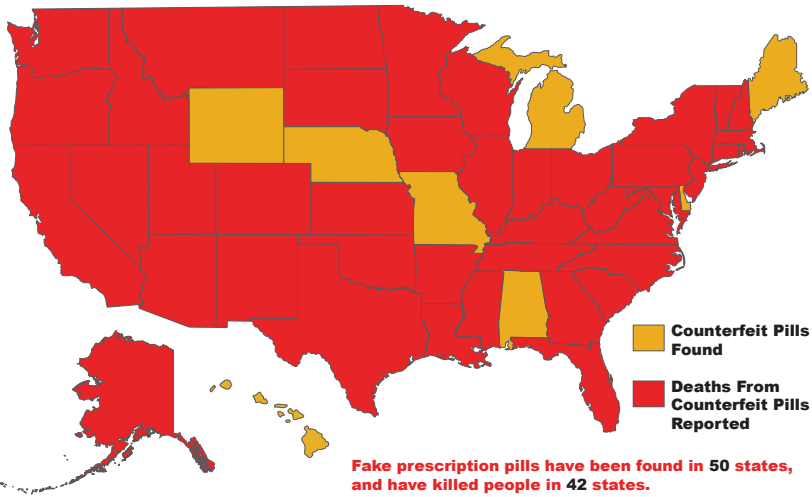 Counterfeit Pills
Found
Deaths From
Counterfeit Pills
Reported
Fake prescription pills have been found in 50 states,
and have killed people in 42 states.